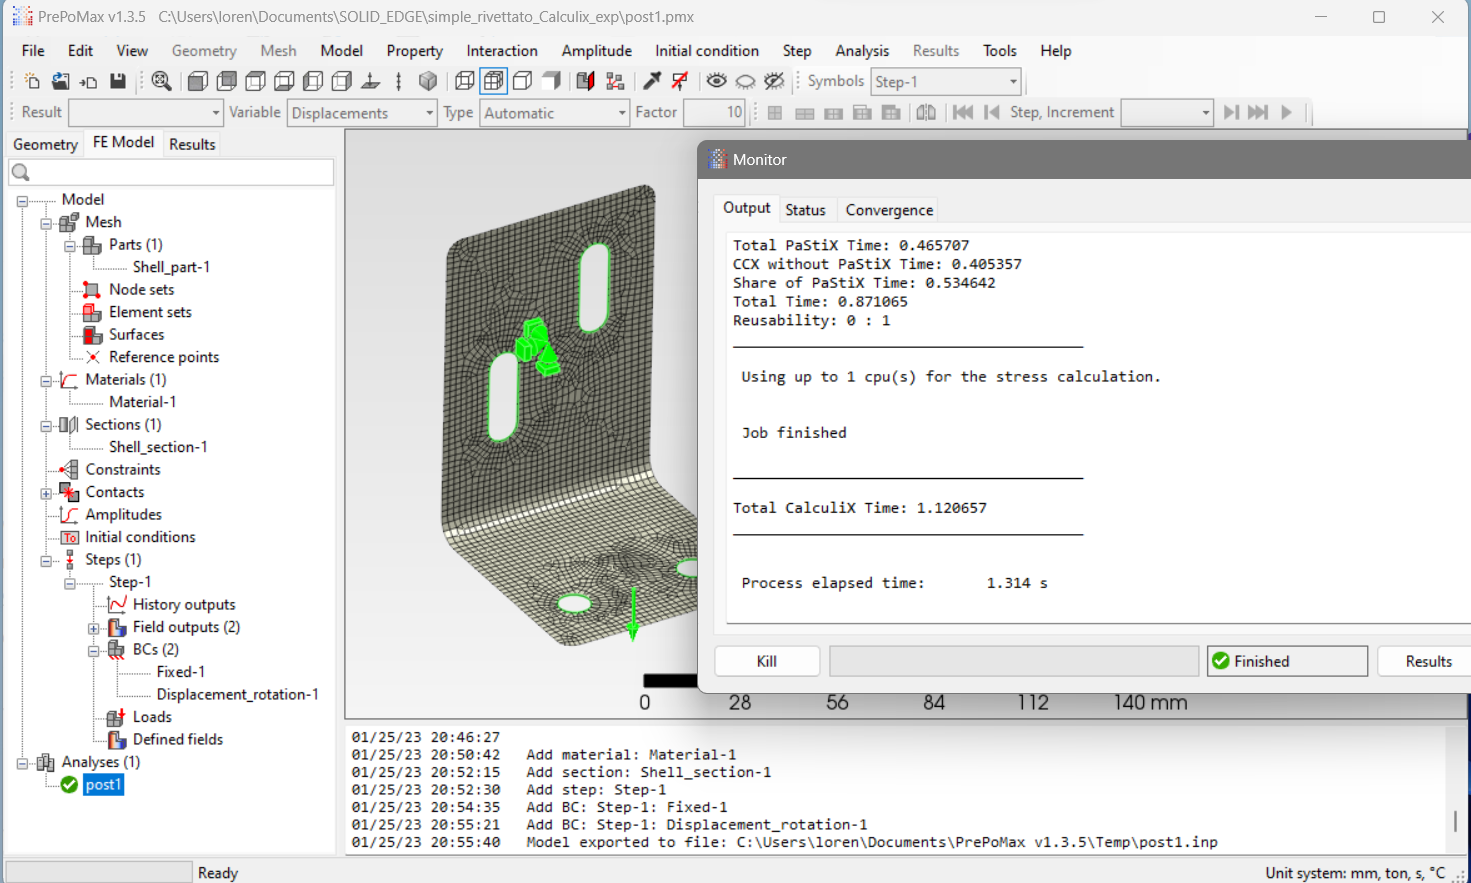 PrePoMax v1.3.5   C:\Users\loren\Documents\SOLID_EDGE\simple_rivettato_Calculix_exp\post1.pmx
File Edit View Geometry Mesh Model Property Interaction Amplitude Initial condition Step Analysis Results Tools Help
Symbols Step-1
Result Variable Displacements Type Automatic Factor 10 Step, Increment
Geometry FE Model Results
Model
Mesh
Parts (1)
Shell_part-1
Node sets
Element sets
Surfaces
Reference points
Materials (1)
Material-1
Sections (1)
Shell_section-1
Constraints
Contacts
Amplitudes
To Initial conditions
Steps (1)
Step-1
History outputs
Field outputs (2)
BCs (2)
Fixed-1
Displacement_rotation-1
Loads
Defined fields
Analyses (1)
post1
Monitor
Output Status Convergence
Total PaStiX Time: 0.465707
CCX without PaStiX Time: 0.405357
Share of PaStiX Time: 0.534642
Total Time: 0.871065
Reusability: 0 : 1
Using up to 1 cpu(s) for the stress calculation.
Job finished
Total CalculiX Time: 1.120657
Process elapsed time: 1.314 s
Kill Finished Results
0 28 56 84 112 140 mm
01/25/23 20:46:27
01/25/23 20:50:42 Add material: Material-1
01/25/23 20:52:15 Add section: Shell_section-1
01/25/23 20:52:30 Add step: Step-1
01/25/23 20:54:35 Add BC: Step-1: Fixed-1
01/25/23 20:55:21 Add BC: Step-1: Displacement_rotation-1
01/25/23 20:55:40 Model exported to file: C:\Users\loren\Documents\PrePoMax v1.3.5\Temp\post1.inp
Ready Unit system: mm, ton, s, °C